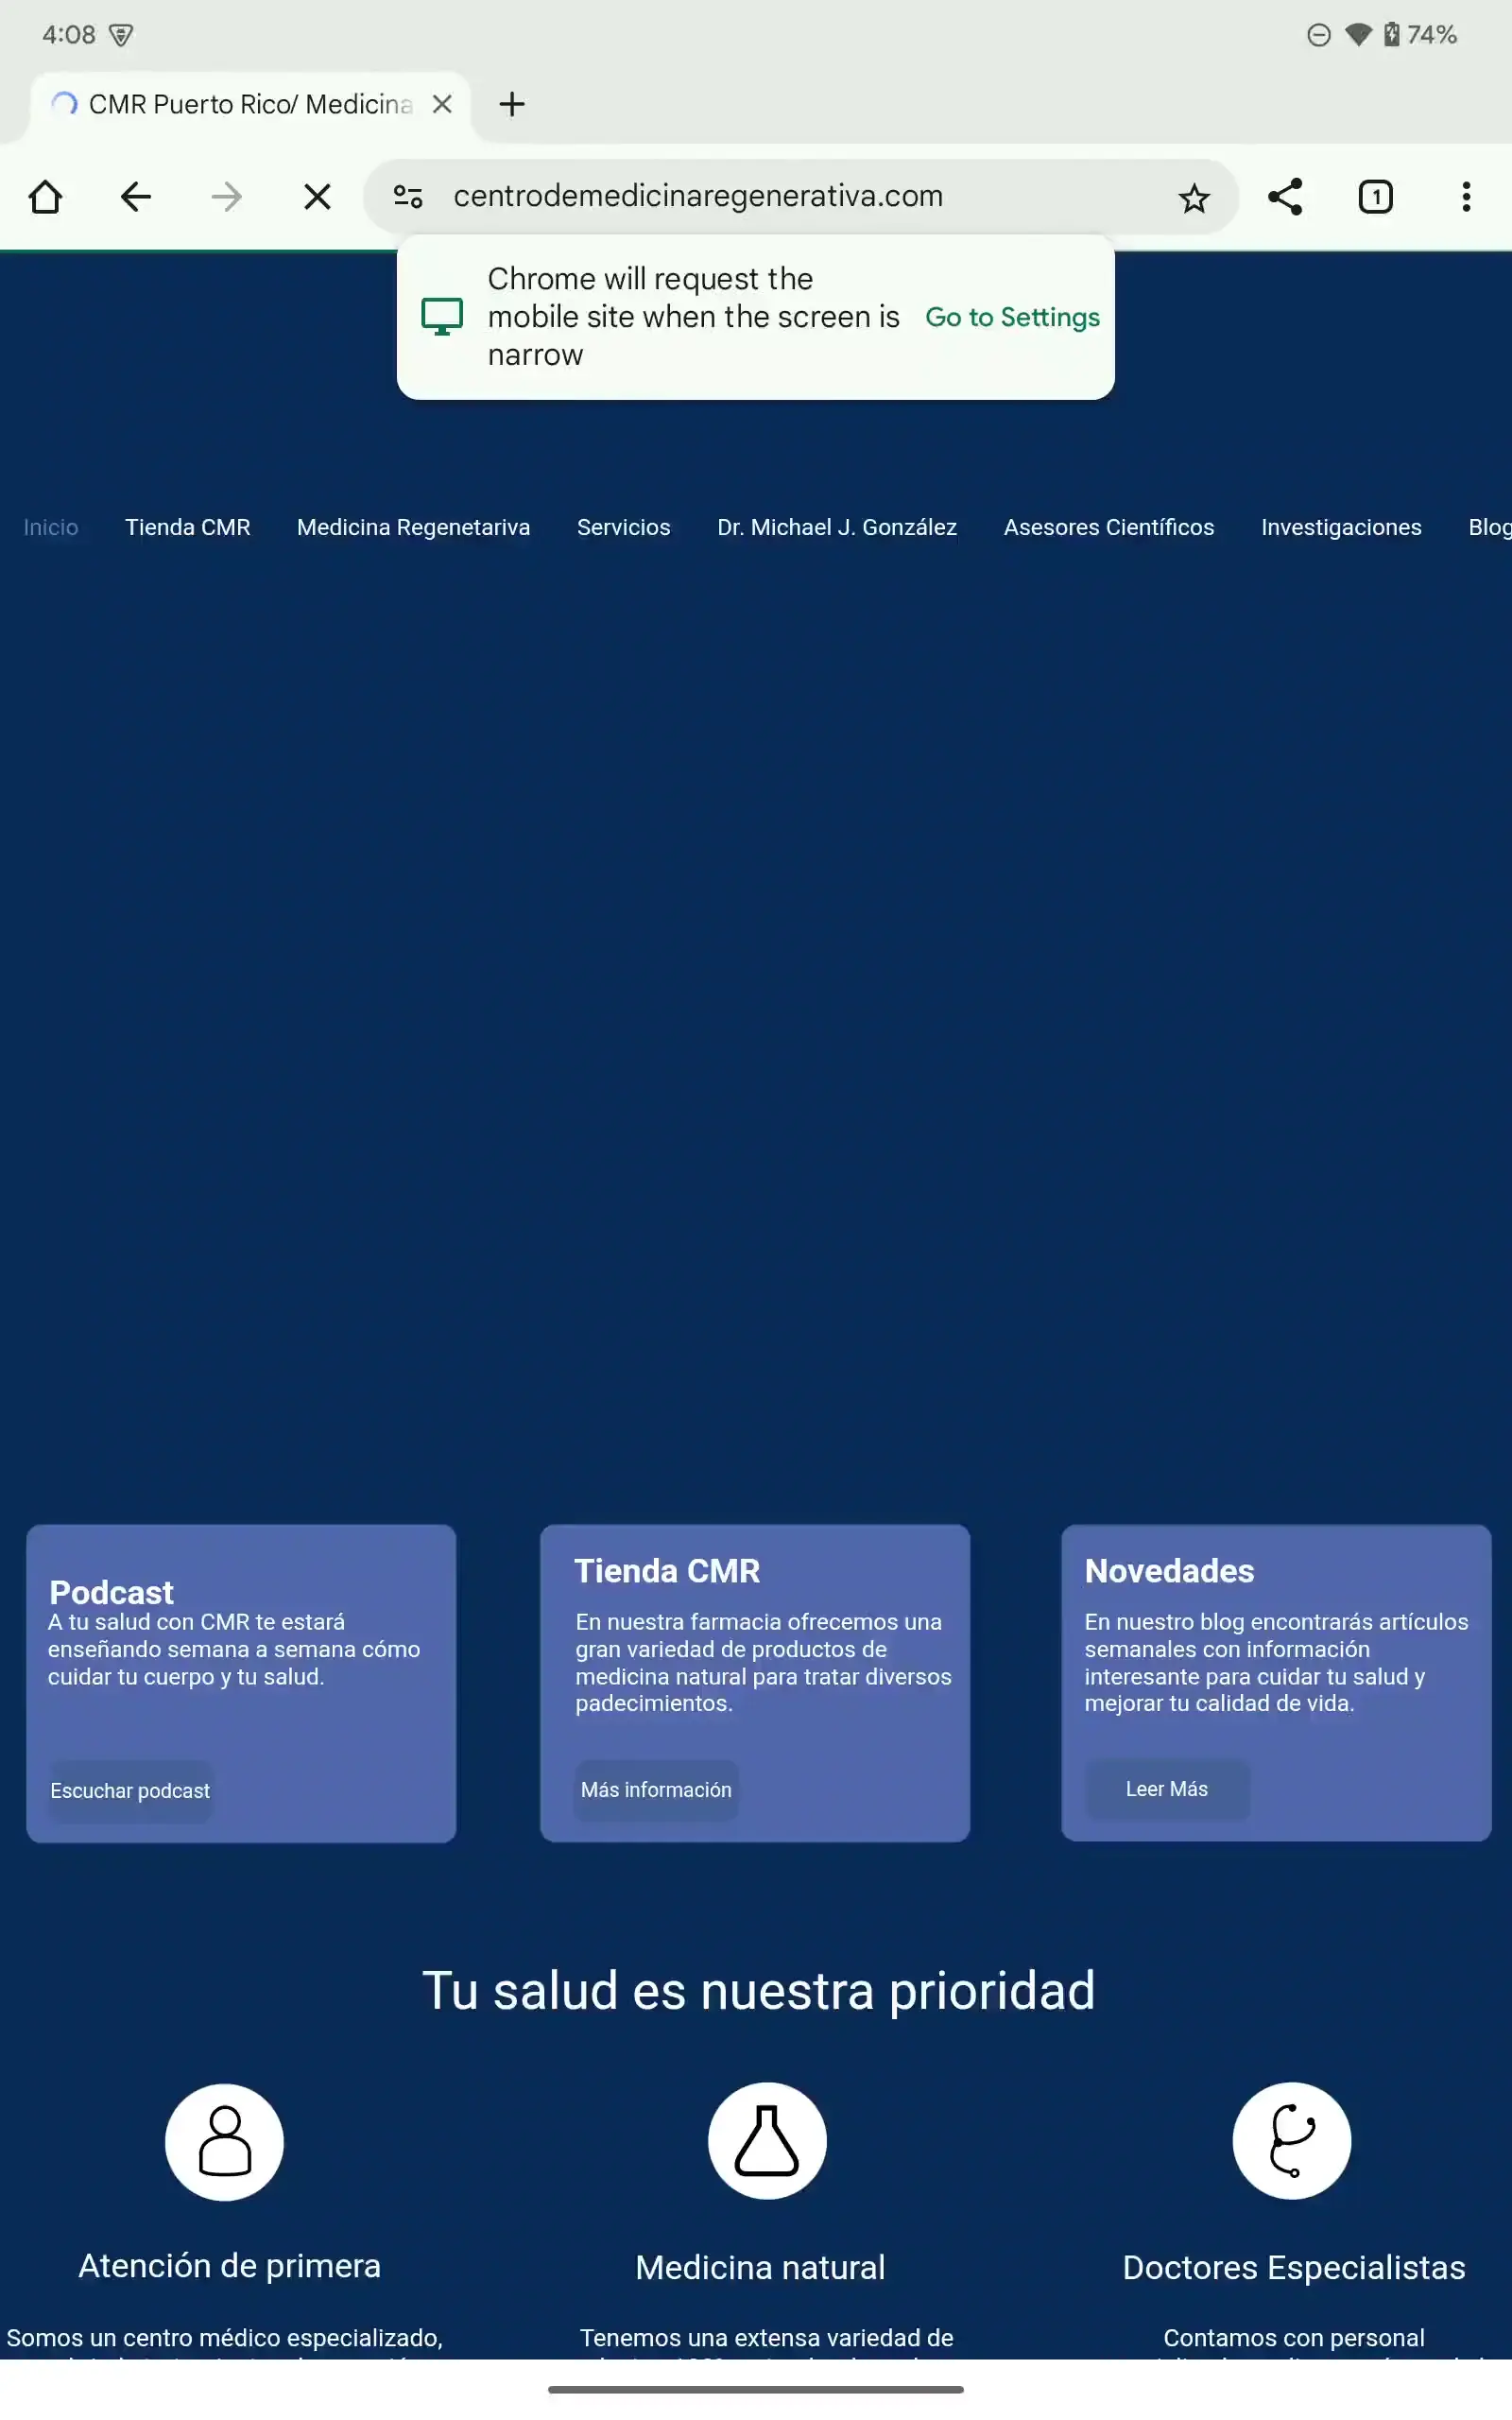 4:08
74%
CMR Puerto Rico/ Medicina
centrodemedicinaregenerativa.com
1
Chrome will request the
mobile site when the screen is
narrow
Go to Settings
Inicio Tienda CMR Medicina Regenetariva Servicios Dr. Michael J. González Asesores Científicos Investigaciones Blog
Podcast
A tu salud con CMR te estará
enseñando semana a semana cómo
cuidar tu cuerpo y tu salud.
Escuchar podcast
Tienda CMR
En nuestra farmacia ofrecemos una
gran variedad de productos de
medicina natural para tratar diversos
padecimientos.
Más información
Novedades
En nuestro blog encontrarás artículos
semanales con información
interesante para cuidar tu salud y
mejorar tu calidad de vida.
Leer Más
Tu salud es nuestra prioridad
Atención de primera
Somos un centro médico especializado,
Medicina natural
Tenemos una extensa variedad de
Doctores Especialistas
Contamos con personal